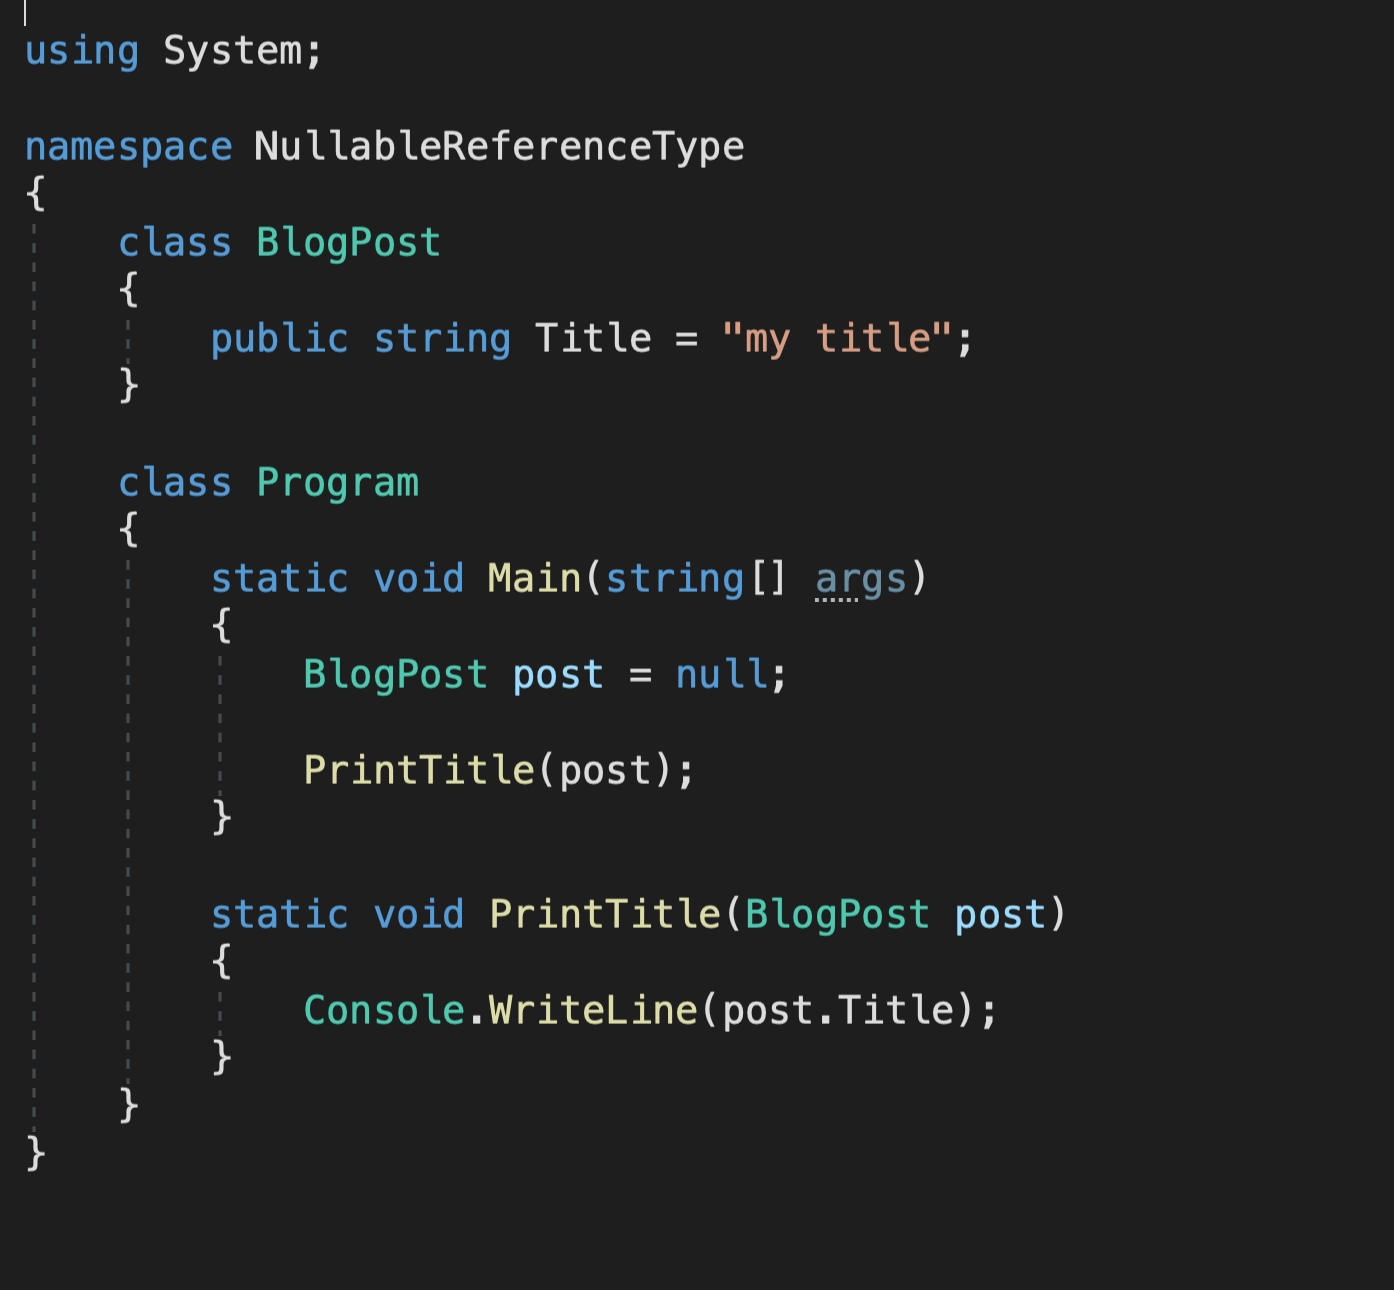 using System;
namespace NullableReferenceType
{
    class BlogPost
    {
        public string Title = "my title";
    }
    class Program
    {
        static void Main(string[] args)
        {
            BlogPost post = null;
            PrintTitle(post);
        }
        static void PrintTitle(BlogPost post)
        {
            Console.WriteLine(post.Title);
        }
    }
}